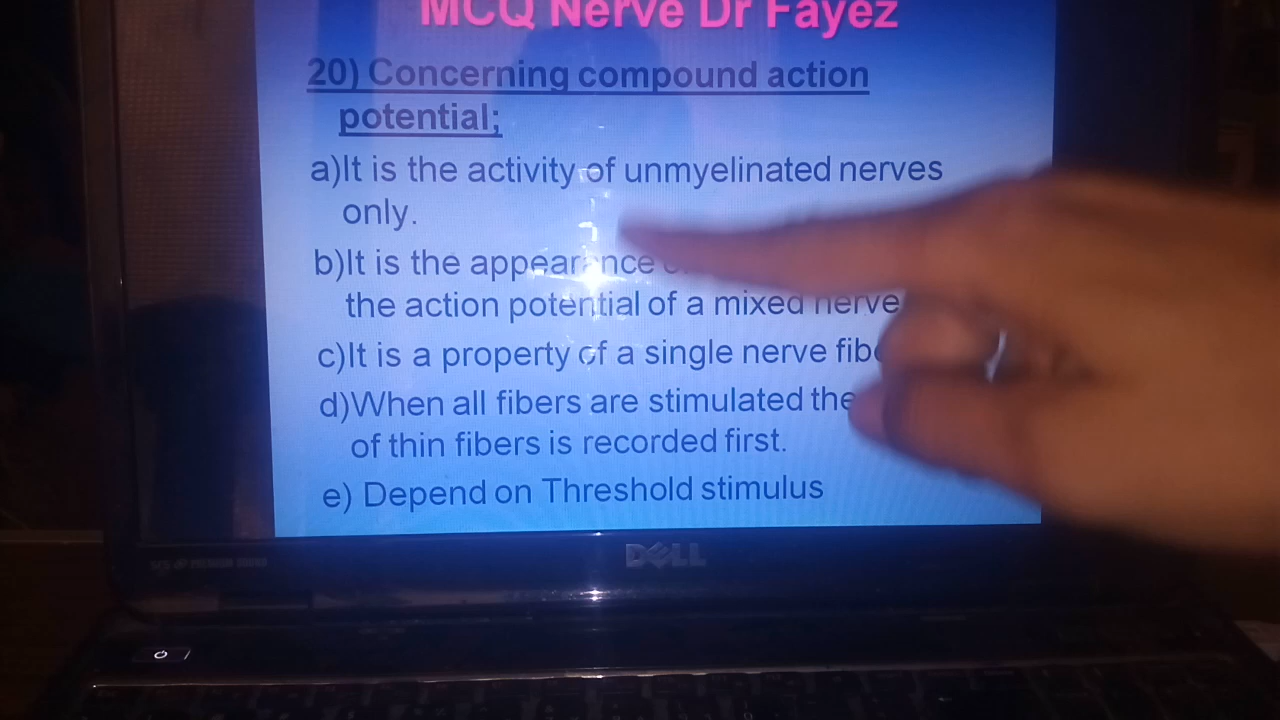 MCQ Nerve Dr Fayez
20) Concerning compound action
potential;
a)It is the activity of unmyelinated nerves
only.
b)It is the appearance
the action potential of a mixed nerve
c)It is a property of a single nerve
d)When all fibers are stimulated
of thin fibers is recorded first.
e) Depend on Threshold stimulus
DELL